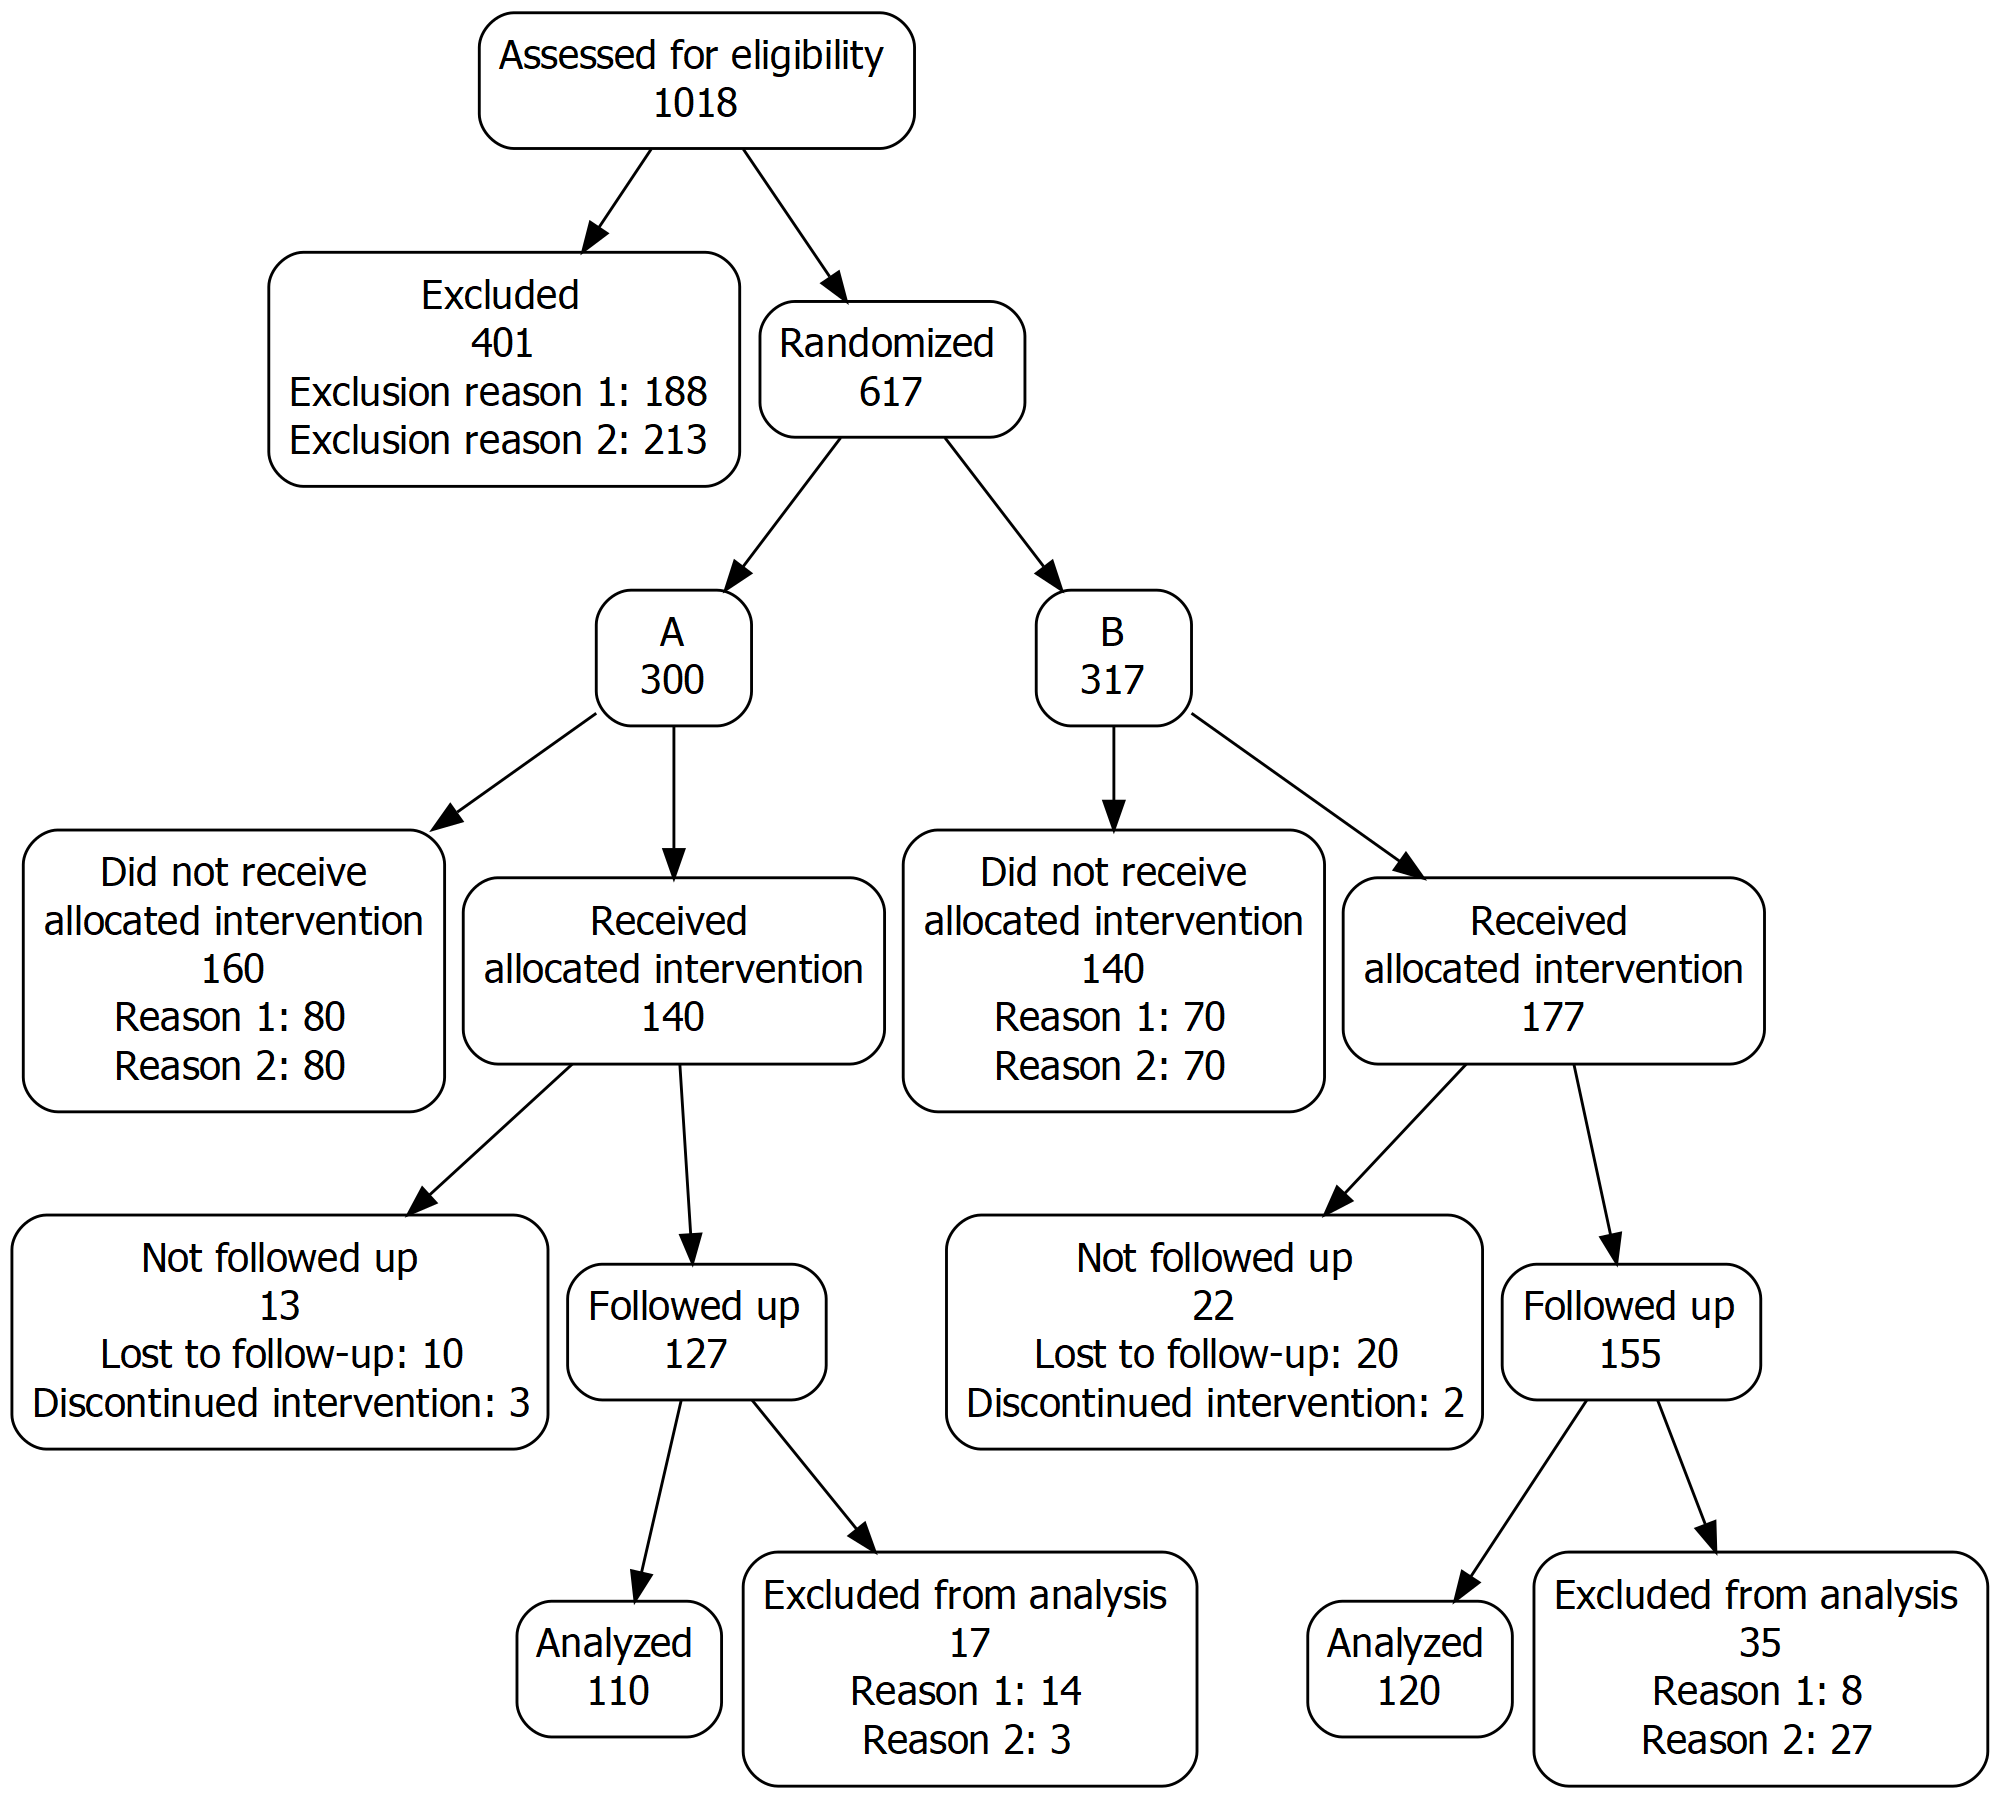 Assessed for eligibility
1018
Excluded
401
Exclusion reason 1: 188
Exclusion reason 2: 213
Randomized
617
A
300
B
317
Did not receive
allocated intervention
160
Reason 1: 80
Reason 2: 80
Received
allocated intervention
140
Did not receive
allocated intervention
140
Reason 1: 70
Reason 2: 70
Received
allocated intervention
177
Not followed up
13
Lost to follow-up: 10
Discontinued intervention: 3
Followed up
127
Not followed up
22
Lost to follow-up: 20
Discontinued intervention: 2
Followed up
155
Analyzed
110
Excluded from analysis
17
Reason 1: 14
Reason 2: 3
Analyzed
120
Excluded from analysis
35
Reason 1: 8
Reason 2: 27